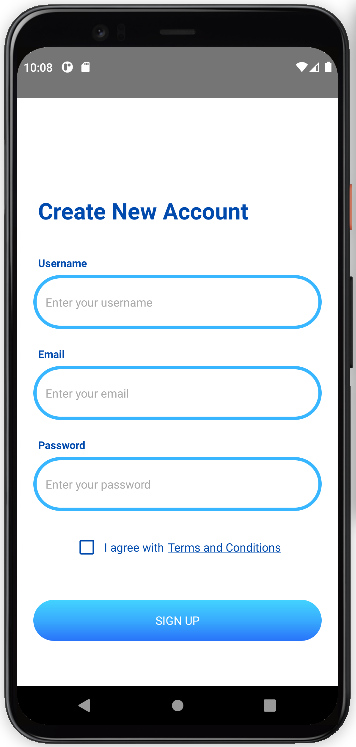 10:08
Create New Account
Username
Enter your username
Email
Enter your email
Password
Enter your password
I agree with Terms and Conditions
SIGN UP